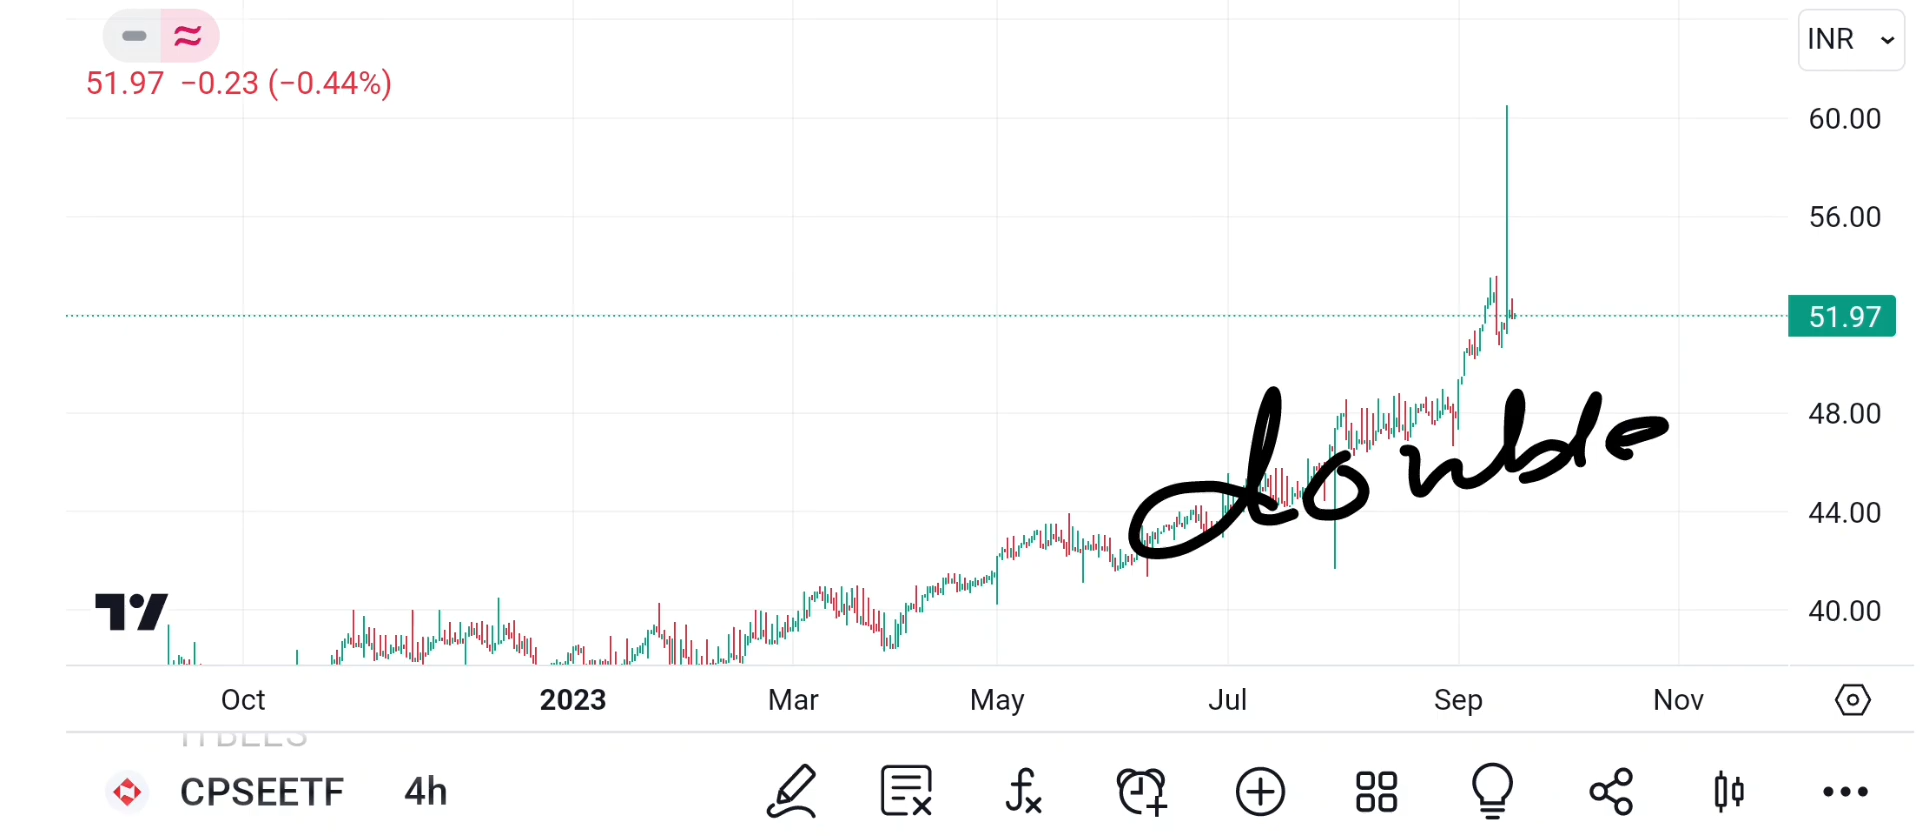 INR
51.97 −0.23 (−0.44%)
60.00
56.00
51.97
48.00
double
44.00
40.00
Oct 2023 Mar May Jul Sep Nov
ITBEES
CPSEETF 4h